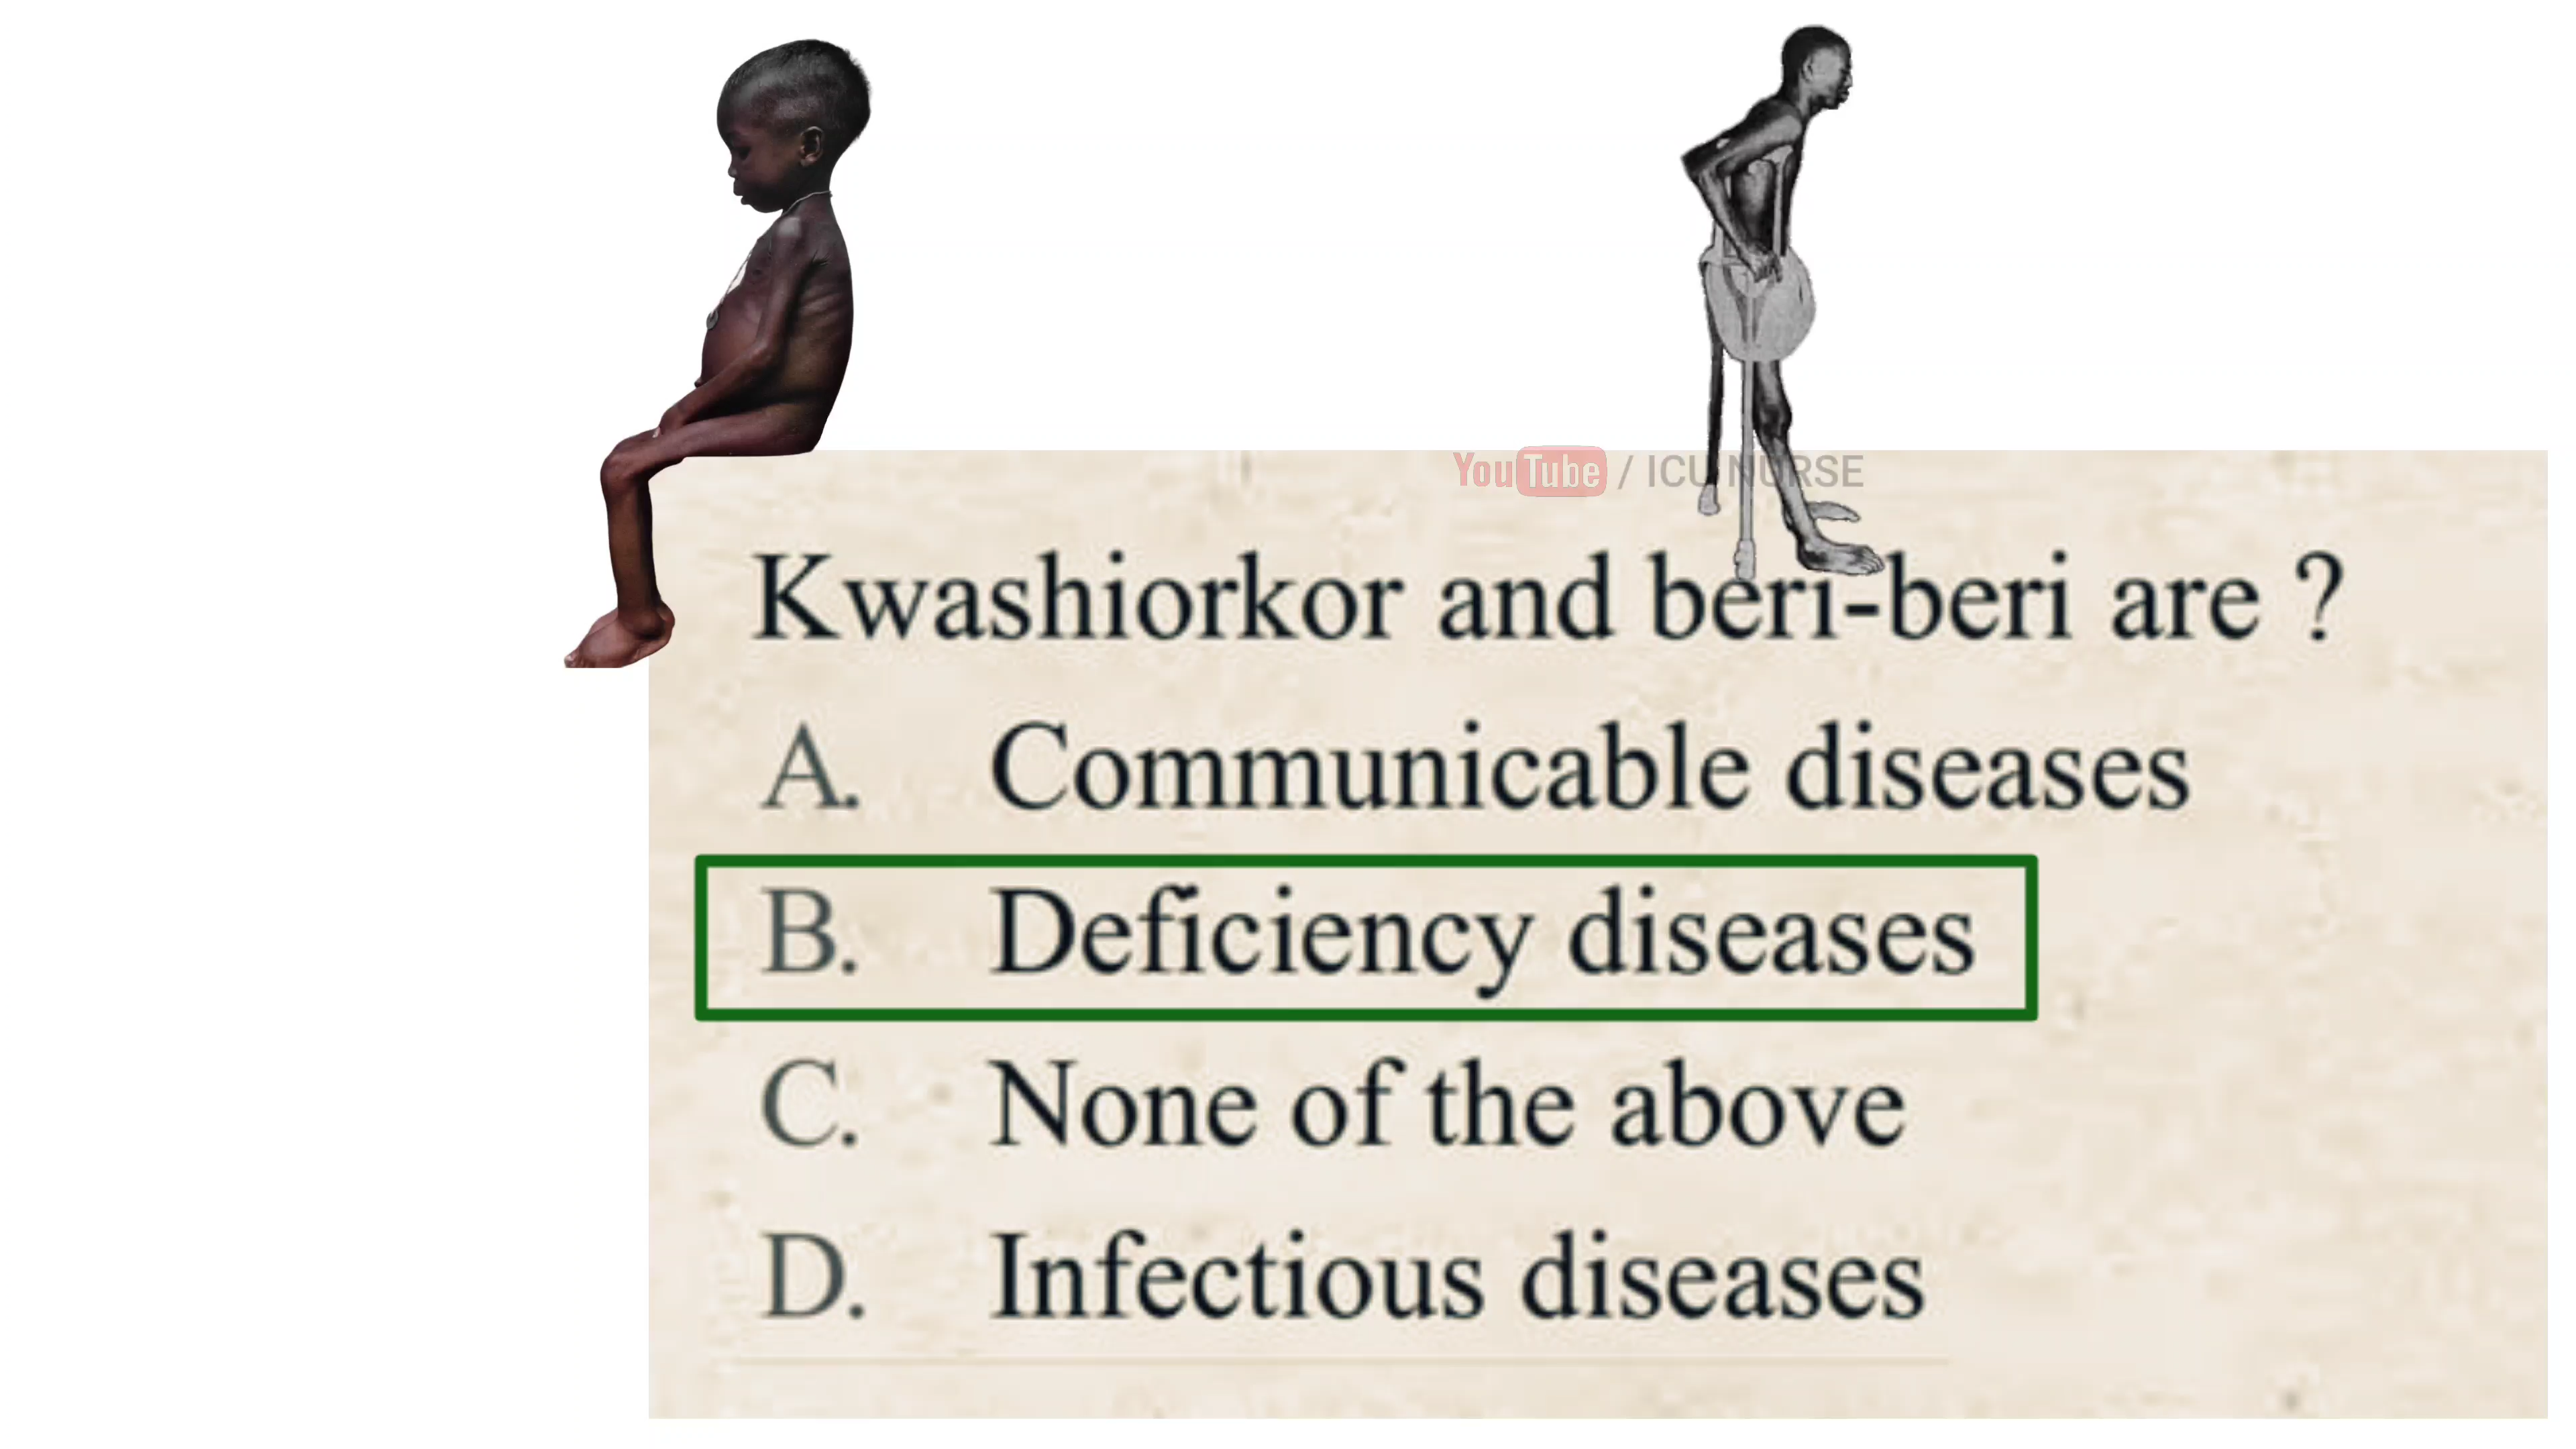 YouTube / ICU NURSE
Kwashiorkor and beri-beri are ?
A. Communicable diseases
B. Deficiency diseases
C. None of the above
D. Infectious diseases